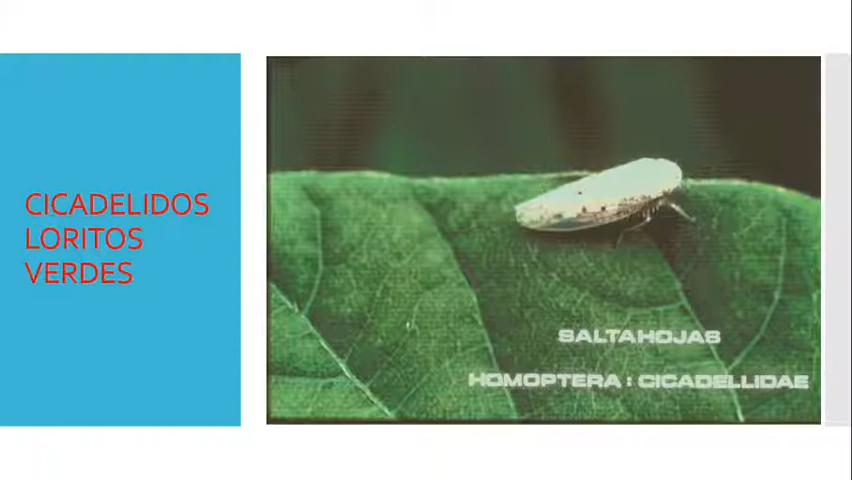 CICADELIDOS
LORITOS
VERDES
SALTAHOJAS
HOMOPTERA : CICADELLIDAE